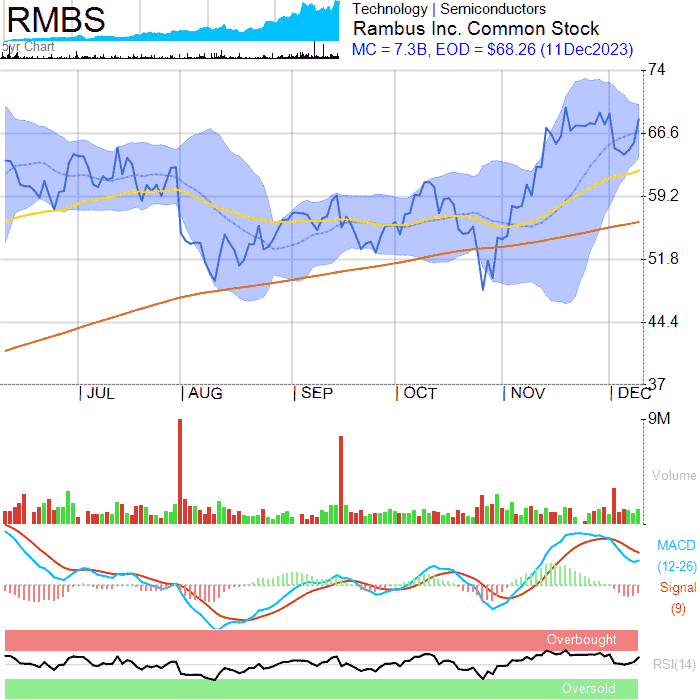 RMBS
5yr Chart
Technology | Semiconductors
Rambus Inc. Common Stock
MC = 7.3B, EOD = $68.26 (11Dec2023)
74
66.6
59.2
51.8
44.4
37
JUL AUG SEP OCT NOV DEC
9M
Volume
MACD
(12-26)
Signal
(9)
Overbought
RSI(14)
Oversold